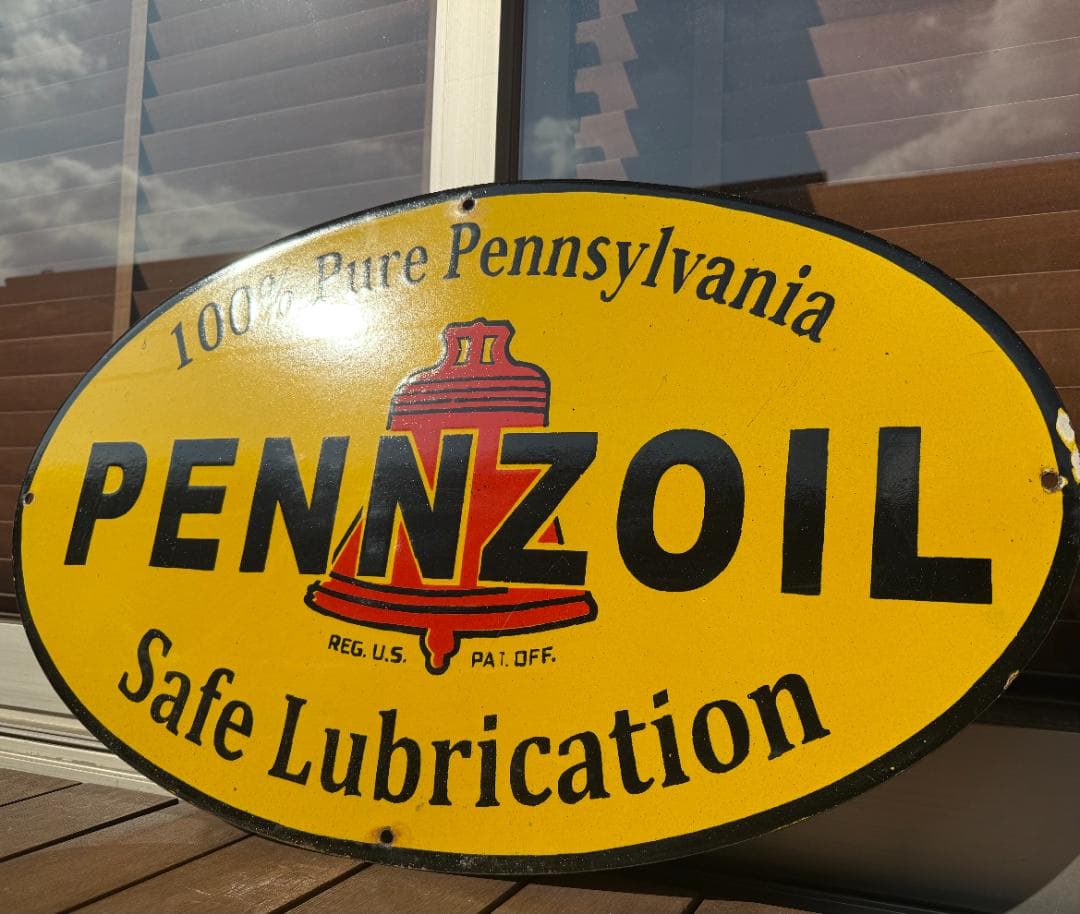 100% Pure Pennsylvania
PENNZOIL
REG. U.S. PAT. OFF.
Safe Lubrication